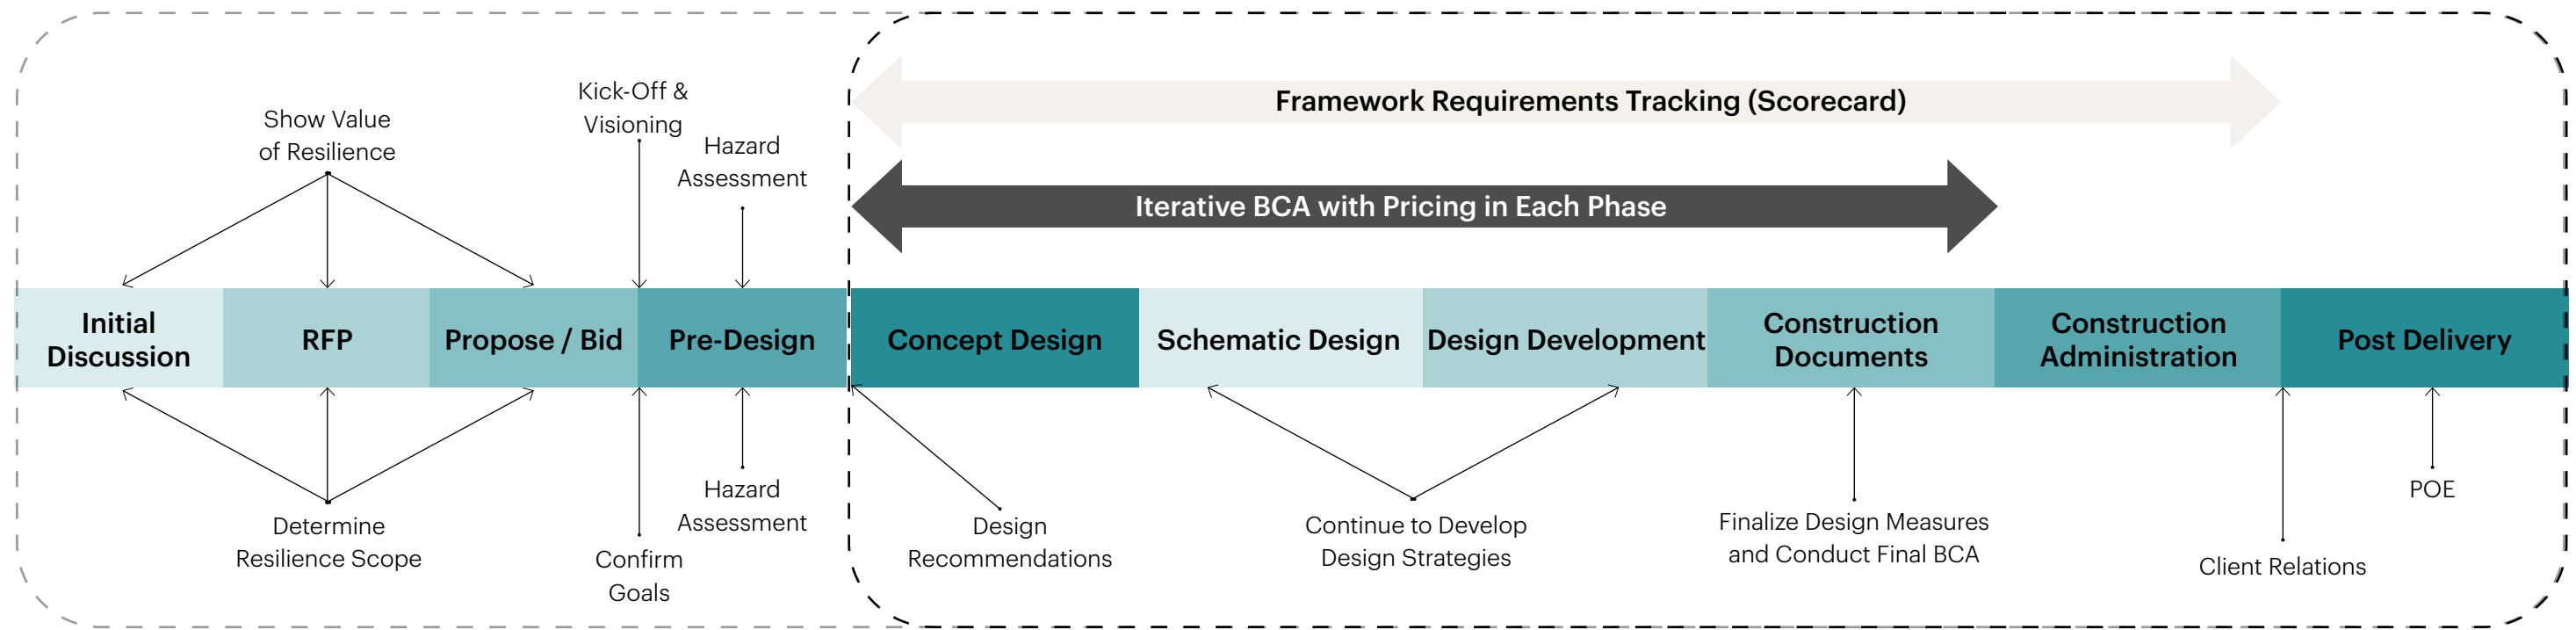 Show Value
of Resilience
Kick-Off &
Visioning
Hazard
Assessment
Framework Requirements Tracking (Scorecard)
Iterative BCA with Pricing in Each Phase
Initial
Discussion
RFP
Propose / Bid
Pre-Design
Concept Design
Schematic Design
Design Development
Construction
Documents
Construction
Administration
Post Delivery
Determine
Resilience Scope
Confirm
Goals
Hazard
Assessment
Design
Recommendations
Continue to Develop
Design Strategies
Finalize Design Measures
and Conduct Final BCA
Client Relations
POE